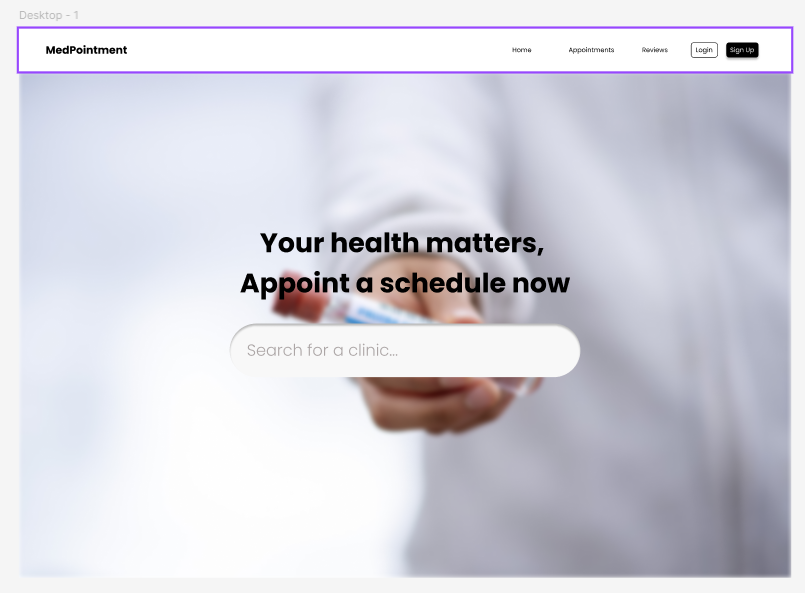 Desktop - 1
MedPointment
Home
Appointments
Reviews
Login
Sign Up
Your health matters,
Appoint a schedule now
Search for a clinic...